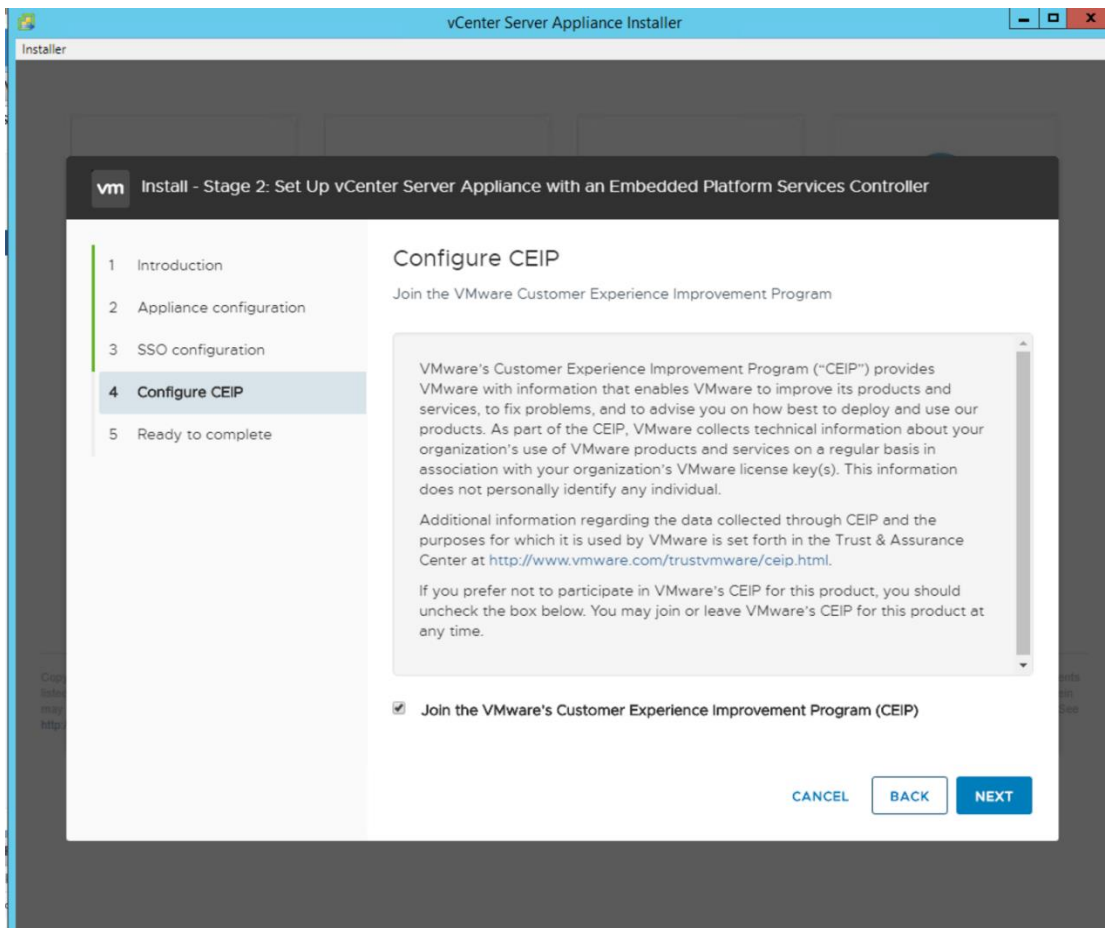 vCenter Server Appliance Installer
Installer
vm Install - Stage 2: Set Up vCenter Server Appliance with an Embedded Platform Services Controller
1 Introduction
2 Appliance configuration
3 SSO configuration
4 Configure CEIP
5 Ready to complete
Configure CEIP
Join the VMware Customer Experience Improvement Program
VMware's Customer Experience Improvement Program ("CEIP") provides
VMware with information that enables VMware to improve its products and
services, to fix problems, and to advise you on how best to deploy and use our
products. As part of the CEIP, VMware collects technical information about your
organization's use of VMware products and services on a regular basis in
association with your organization's VMware license key(s). This information
does not personally identify any individual.
Additional information regarding the data collected through CEIP and the
purposes for which it is used by VMware is set forth in the Trust & Assurance
Center at http://www.vmware.com/trustvmware/ceip.html.
If you prefer not to participate in VMware's CEIP for this product, you should
uncheck the box below. You may join or leave VMware's CEIP for this product at
any time.
Join the VMware's Customer Experience Improvement Program (CEIP)
CANCEL BACK NEXT